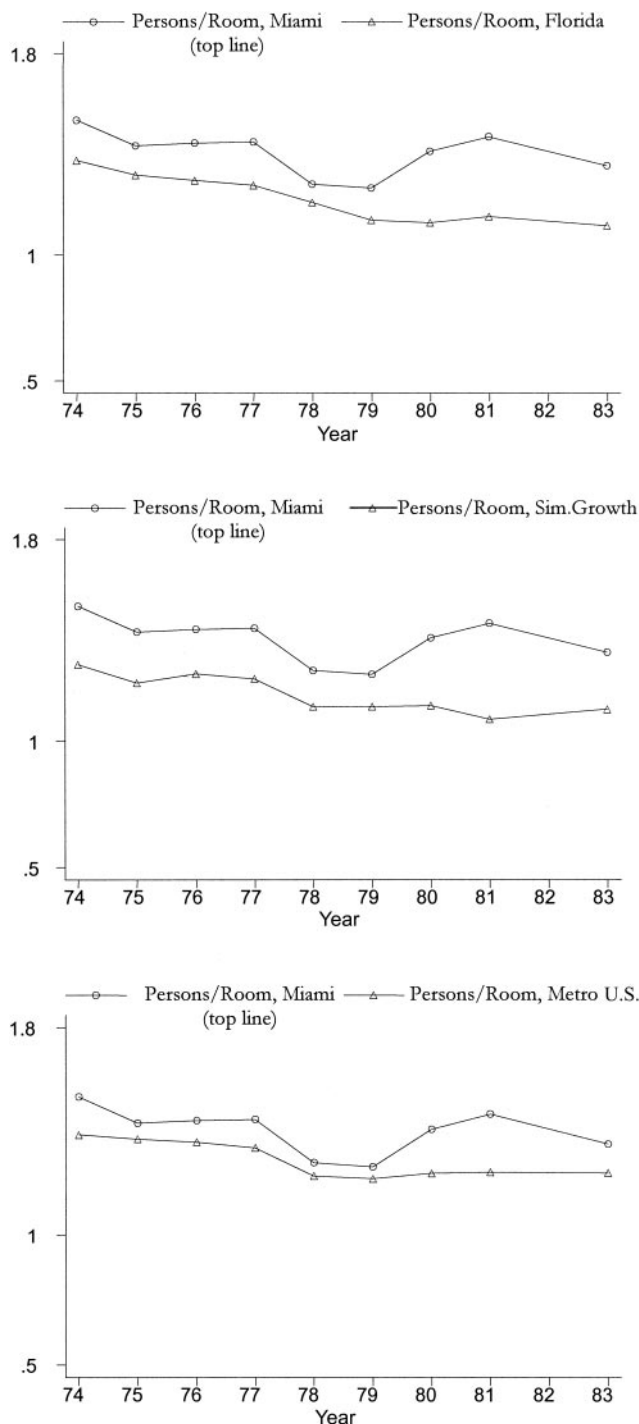 Persons/Room, Miami Persons/Room, Florida
(top line)
1.8
1
.5
74 75 76 77 78 79 80 81 82 83
Year
Persons/Room, Miami Persons/Room, Sim.Growth
(top line)
1.8
1
.5
74 75 76 77 78 79 80 81 82 83
Year
Persons/Room, Miami Persons/Room, Metro U.S.
(top line)
1.8
1
.5
74 75 76 77 78 79 80 81 82 83
Year